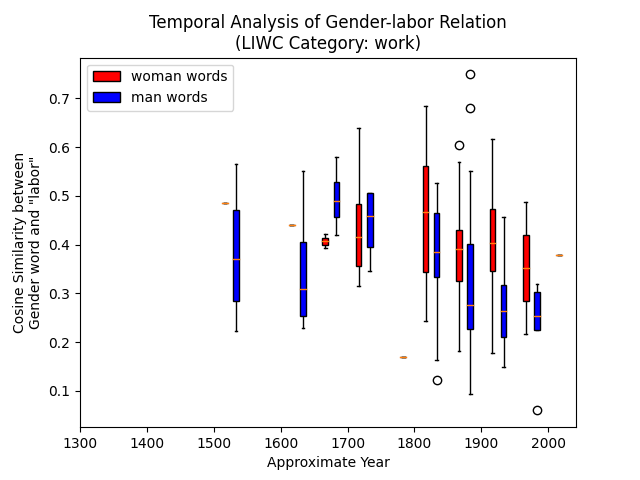 Temporal Analysis of Gender-labor Relation
(LIWC Category: work)
woman words
man words
0.7
0.6
0.5
0.4
0.3
0.2
0.1
Cosine Similarity between
Gender word and "labor"
1300 1400 1500 1600 1700 1800 1900 2000
Approximate Year